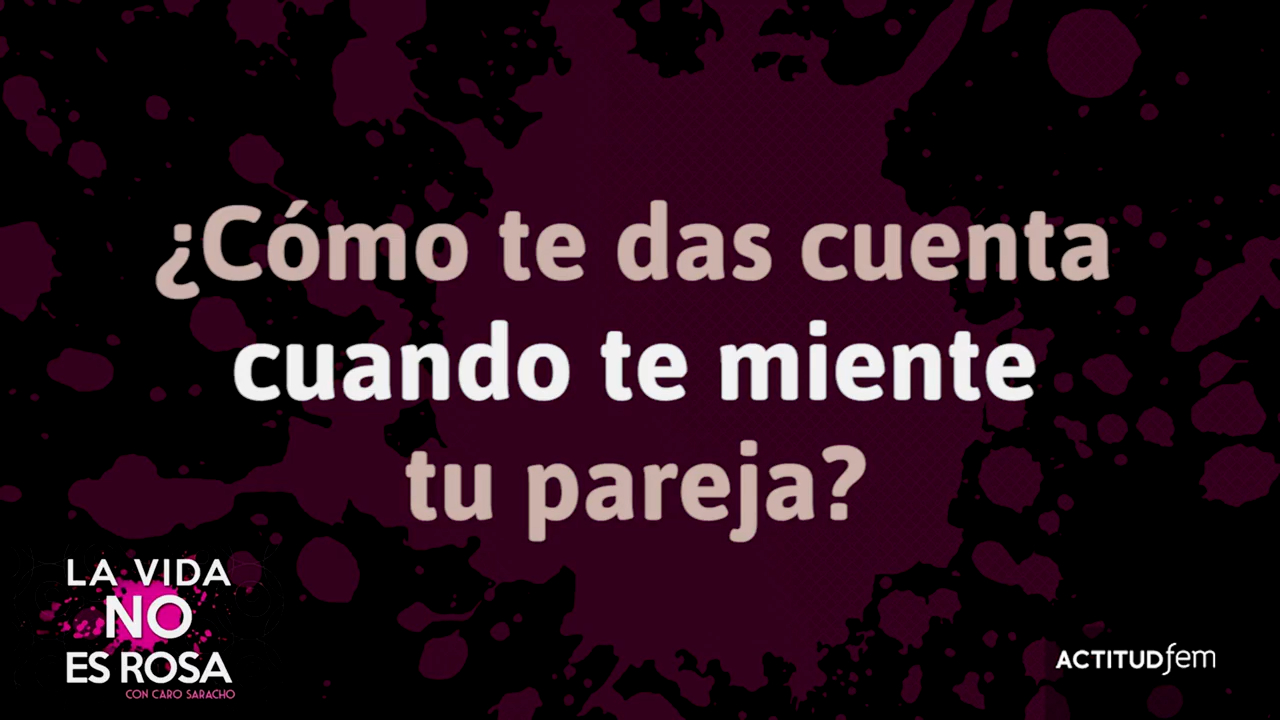 ¿Cómo te das cuenta
cuando te miente
tu pareja?
LA VIDA
NO
ES ROSA
CON CARO SARACHO
ACTITUDfem